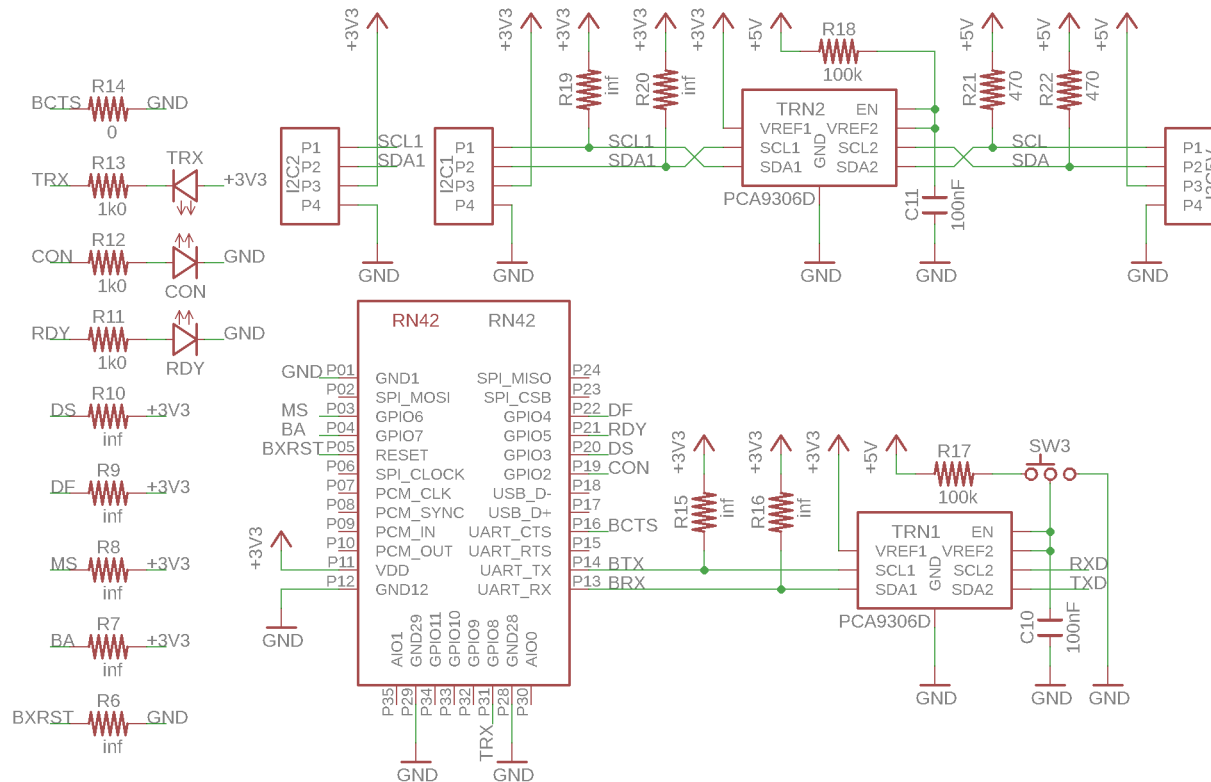 +3V3
+3V3
+3V3
+3V3
+3V3
+5V
R18
100k
+5V
+5V
+5V
R14
BCTS
GND
0
R19
inf
R20
inf
R21
470
R22
470
TRN2
EN
VREF1
VREF2
SCL1
SCL2
SDA1
SDA2
GND
PCA9306D
R13
TRX
TRX
+3V3
1k0
I2C2
P1
P2
P3
P4
SCL1
SDA1
I2C1
P1
P2
P3
P4
SCL1
SDA1
SCL
SDA
P1
P2
P3
P4
C11
100nF
R12
CON
GND
1k0
CON
GND
GND
GND
GND
GND
R11
RDY
GND
1k0
RDY
RN42
RN42
GND
P01
GND1
SPI_MISO
P24
P02
SPI_MOSI
SPI_CSB
P23
MS
P03
GPIO6
GPIO4
P22
DF
BA
P04
GPIO7
GPIO5
P21
RDY
BXRST
P05
RESET
GPIO3
P20
DS
P06
SPI_CLOCK
GPIO2
P19
CON
P07
PCM_CLK
USB_D-
P18
P08
PCM_SYNC
USB_D+
P17
P09
PCM_IN
UART_CTS
P16
BCTS
P10
PCM_OUT
UART_RTS
P15
P11
VDD
UART_TX
P14
BTX
P12
GND12
UART_RX
P13
BRX
+3V3
GND
AIO1
GND29
GPIO11
GPIO10
GPIO9
GPIO8
GND28
AIO0
P35
P29
P34
P33
P32
P31
P28
P30
TRX
GND
GND
R10
DS
+3V3
inf
R9
DF
+3V3
inf
R8
MS
+3V3
inf
R7
BA
+3V3
inf
R6
BXRST
GND
inf
+3V3
+3V3
+3V3
+5V
R17
100k
SW3
R15
inf
R16
inf
TRN1
EN
VREF1
VREF2
SCL1
SCL2
SDA1
SDA2
GND
PCA9306D
RXD
TXD
C10
100nF
GND
GND
GND